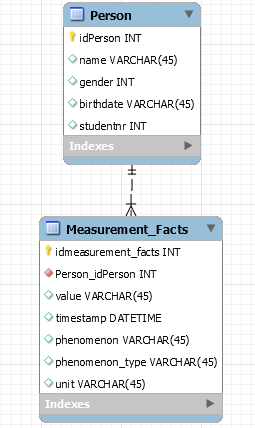 Person
idPerson INT
name VARCHAR(45)
gender INT
birthdate VARCHAR(45)
studentnr INT
Indexes
Measurement_Facts
idmeasurement_facts INT
Person_idPerson INT
value VARCHAR(45)
timestamp DATETIME
phenomenon VARCHAR(45)
phenomenon_type VARCHAR(45)
unit VARCHAR(45)
Indexes